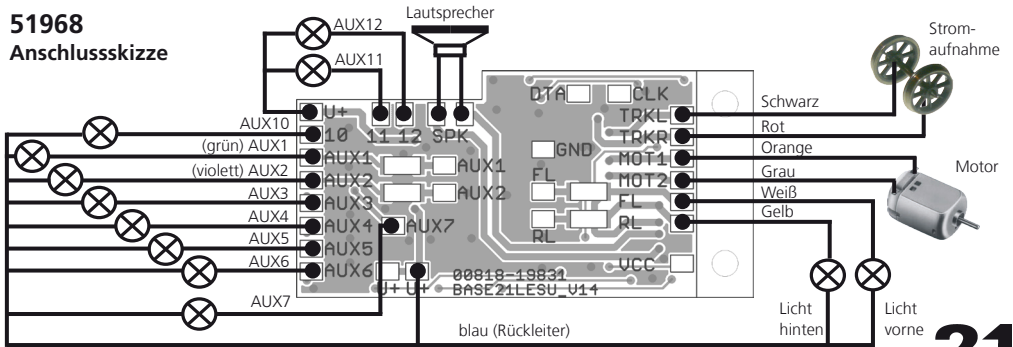 51968
Anschlussskizze
AUX12
AUX11
Lautsprecher
Strom-
aufnahme
DTA
CLK
U+
TRKL
Schwarz
AUX10
10
11
12
SPK
TRKR
Rot
(grün) AUX1
AUX1
AUX1
GND
MOT1
Orange
(violett) AUX2
AUX2
AUX2
FL
MOT2
Grau
Motor
AUX3
AUX3
FL
Weiß
AUX4
AUX4
AUX7
RL
RL
Gelb
AUX5
AUX5
AUX6
AUX6
U+
U+
00818-19831
BASE21LESU_V14
VCC
AUX7
blau (Rückleiter)
Licht
hinten
Licht
vorne
21